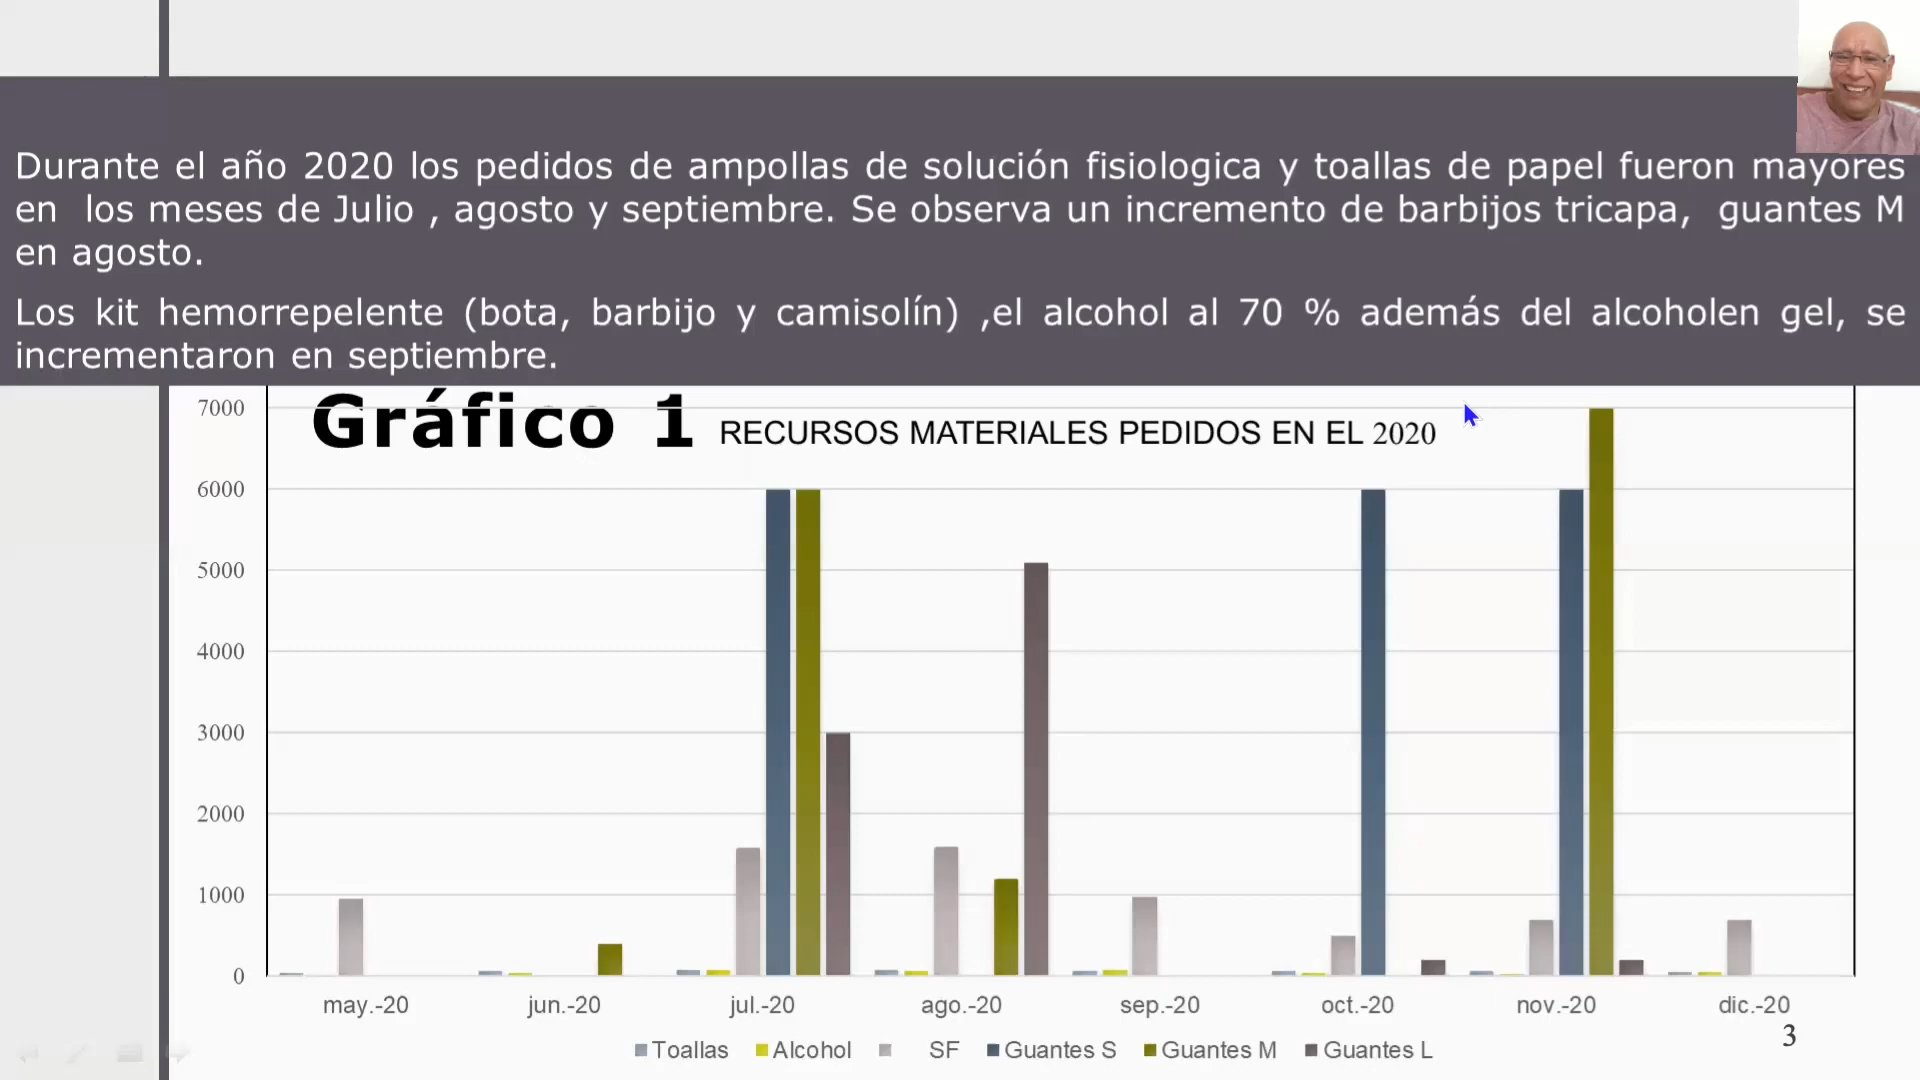 Durante el año 2020 los pedidos de ampollas de solución fisiologica y toallas de papel fueron mayores
en los meses de Julio , agosto y septiembre. Se observa un incremento de barbijos tricapa, guantes M
en agosto.
Los kit hemorrepelente (bota, barbijo y camisolín) ,el alcohol al 70 % además del alcoholen gel, se
incrementaron en septiembre.
Gráfico 1 RECURSOS MATERIALES PEDIDOS EN EL 2020
7000
6000
5000
4000
3000
2000
1000
0
may.-20 jun.-20 jul.-20 ago.-20 sep.-20 oct.-20 nov.-20 dic.-20
Toallas Alcohol SF Guantes S Guantes M Guantes L
3